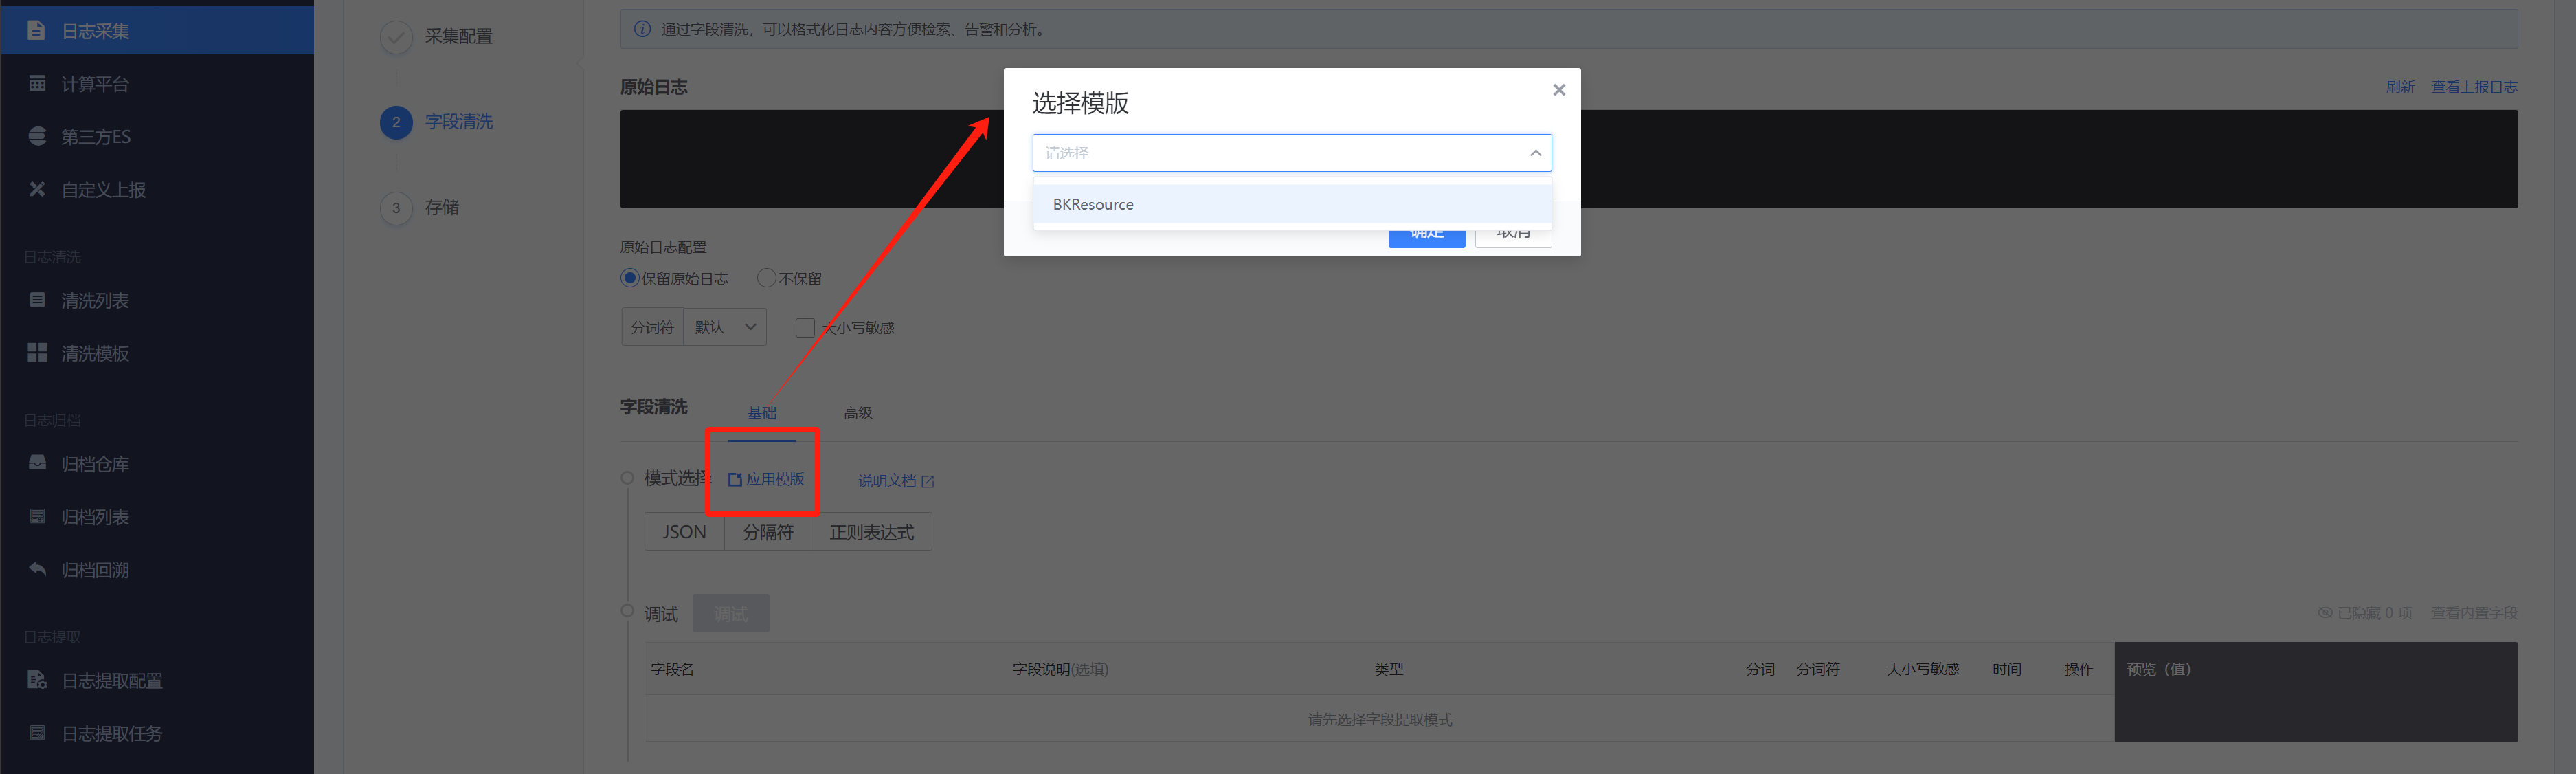 日志采集
计算平台
第三方ES
自定义上报
日志清洗
清洗列表
清洗模板
日志归档
归档仓库
归档列表
归档回溯
日志提取
日志提取配置
日志提取任务
采集配置
2 字段清洗
3 存储
通过字段清洗，可以格式化日志内容方便检索、告警和分析。
原始日志
刷新 查看上报日志
选择模版
请选择
BKResource
确定 取消
原始日志配置
保留原始日志 不保留
分词符 默认 大小写敏感
字段清洗 基础 高级
模式选择 应用模版 说明文档
JSON 分隔符 正则表达式
调试 调试 已隐藏 0 项 查看内置字段
字段名 字段说明(选填) 类型 分词 分词符 大小写敏感 时间 操作 预览（值）
请先选择字段提取模式